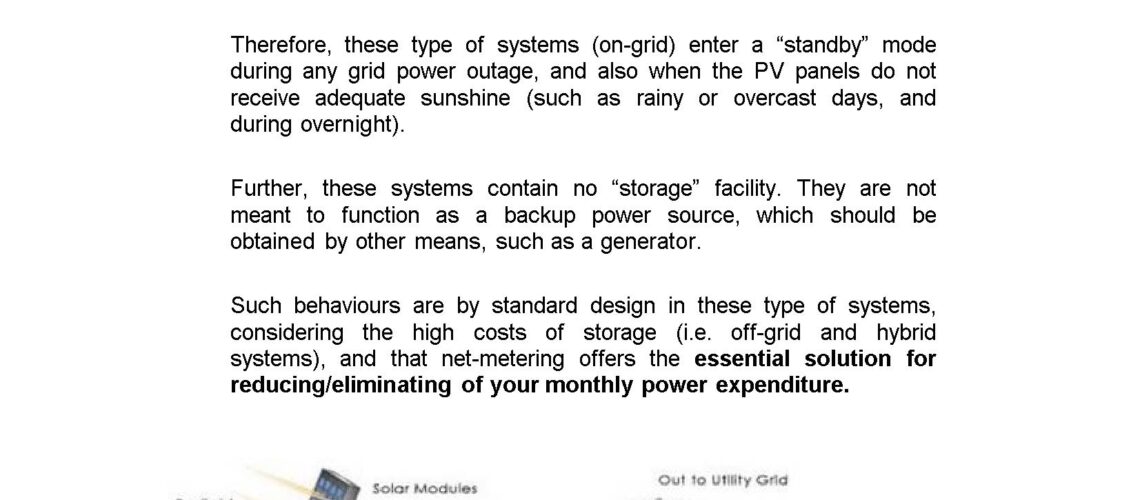 Therefore, these type of systems (on-grid) enter a “standby” mode
during any grid power outage, and also when the PV panels do not
receive adequate sunshine (such as rainy or overcast days, and
during overnight).
Further, these systems contain no “storage” facility. They are not
meant to function as a backup power source, which should be
obtained by other means, such as a generator.
Such behaviours are by standard design in these type of systems,
considering the high costs of storage (i.e. off-grid and hybrid
systems), and that net-metering offers the essential solution for
reducing/eliminating of your monthly power expenditure.
Solar Modules
Out to Utility Grid